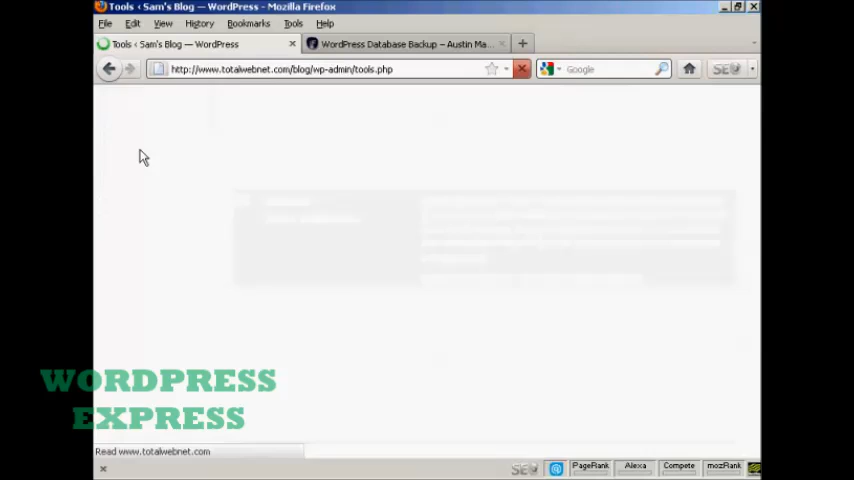 Tools ‹ Sam's Blog — WordPress - Mozilla Firefox
File Edit View History Bookmarks Tools Help
Tools ‹ Sam's Blog — WordPress
WordPress Database Backup – Austin Ma...
http://www.totalwebnet.com/blog/wp-admin/tools.php
Google
SEO
WORDPRESS
EXPRESS
Read www.totalwebnet.com
SEO PageRank Alexa Compete mozRank